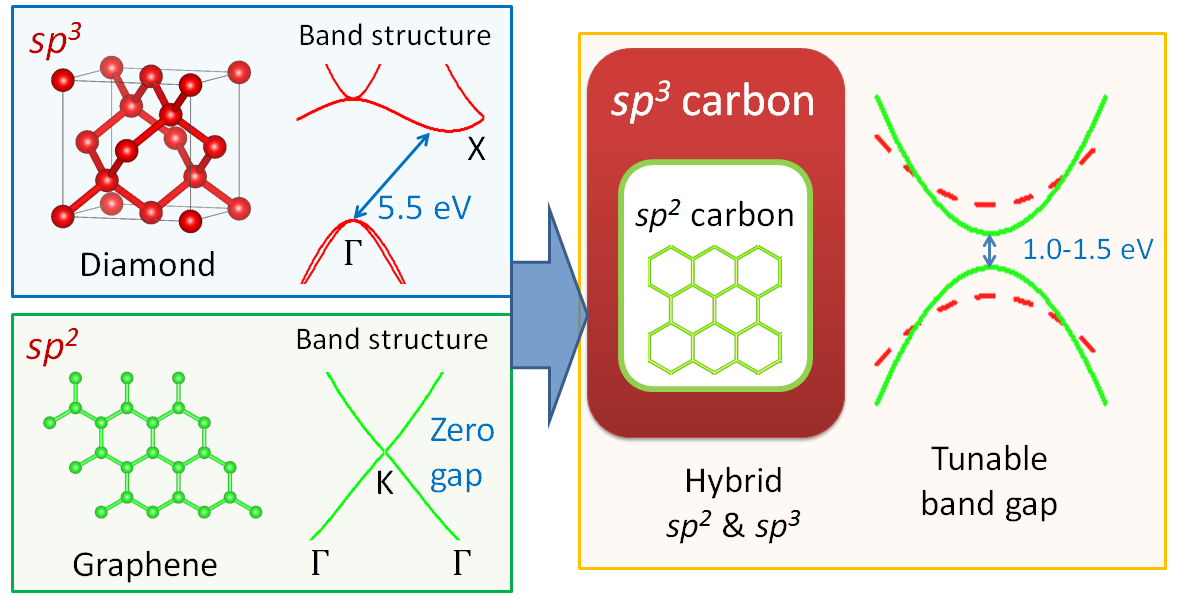 sp³
Band structure
X
5.5 eV
Γ
Diamond
sp²
Band structure
Zero
gap
K
Γ Γ
Graphene
sp³ carbon
sp² carbon
1.0-1.5 eV
Hybrid
sp² & sp³
Tunable
band gap